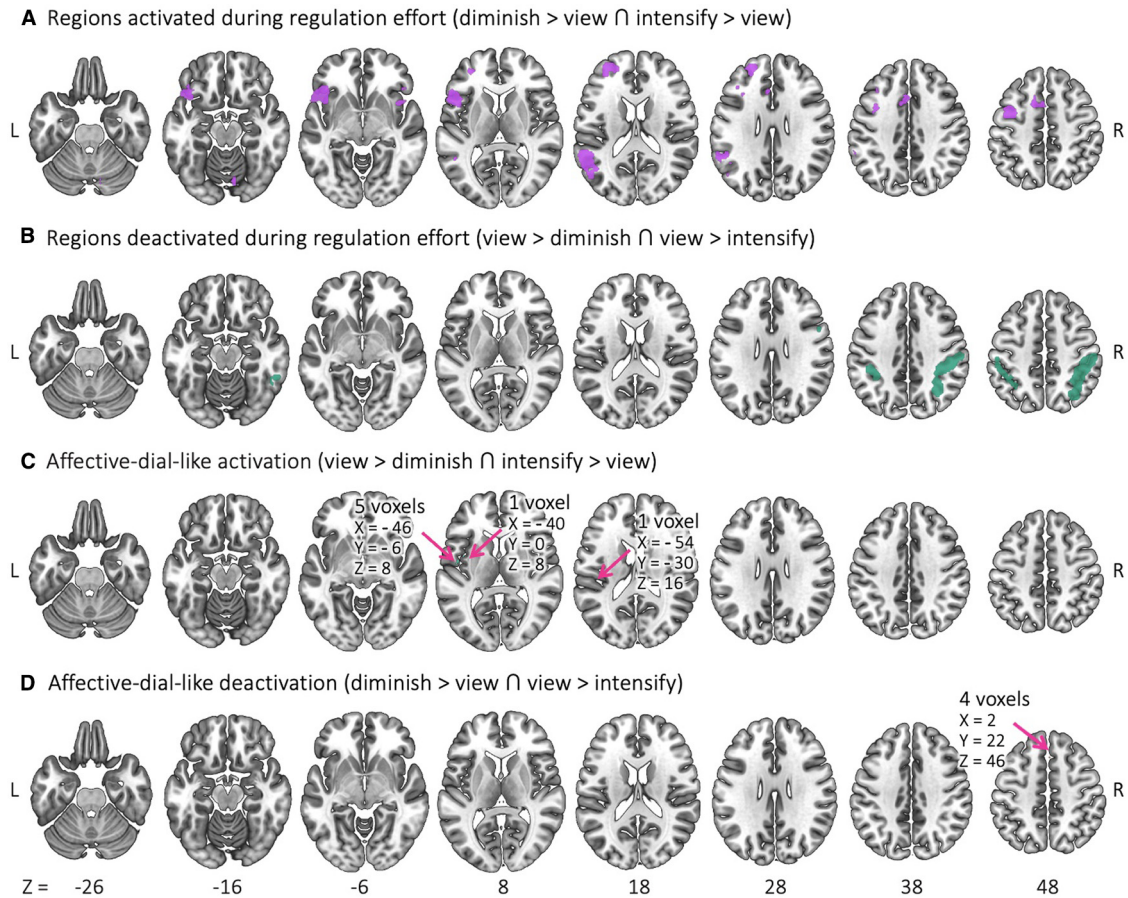 A Regions activated during regulation effort (diminish > view ∩ intensify > view)
L
R
B Regions deactivated during regulation effort (view > diminish ∩ view > intensify)
L
R
C Affective-dial-like activation (view > diminish ∩ intensify > view)
5 voxels
X = - 46
Y = - 6
Z = 8
1 voxel
X = - 40
Y = 0
Z = 8
1 voxel
X = - 54
Y = - 30
Z = 16
L
R
D Affective-dial-like deactivation (diminish > view ∩ view > intensify)
4 voxels
X = 2
Y = 22
Z = 46
L
R
Z = -26 -16 -6 8 18 28 38 48